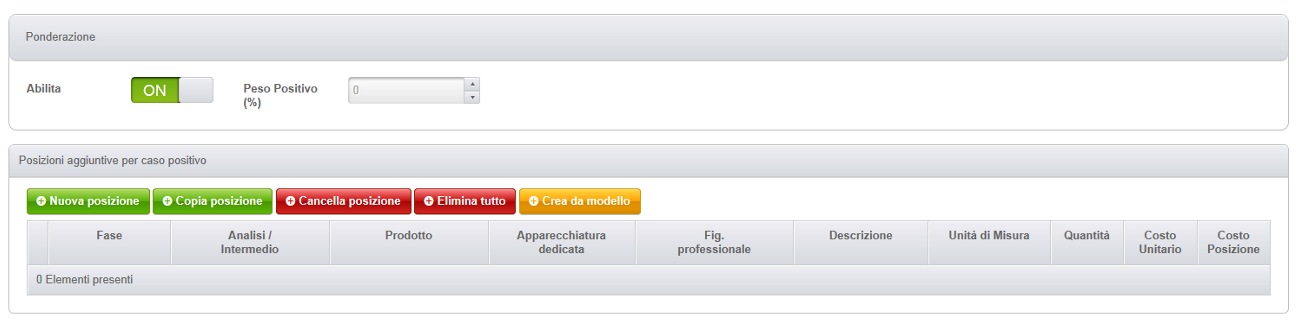 Ponderazione
Abilita ON Peso Positivo (%) 0
Posizioni aggiuntive per caso positivo
Nuova posizione Copia posizione Cancella posizione Elimina tutto Crea da modello
Fase Analisi / Intermedio Prodotto Apparecchiatura dedicata Fig. professionale Descrizione Unità di Misura Quantità Costo Unitario Costo Posizione
0 Elementi presenti